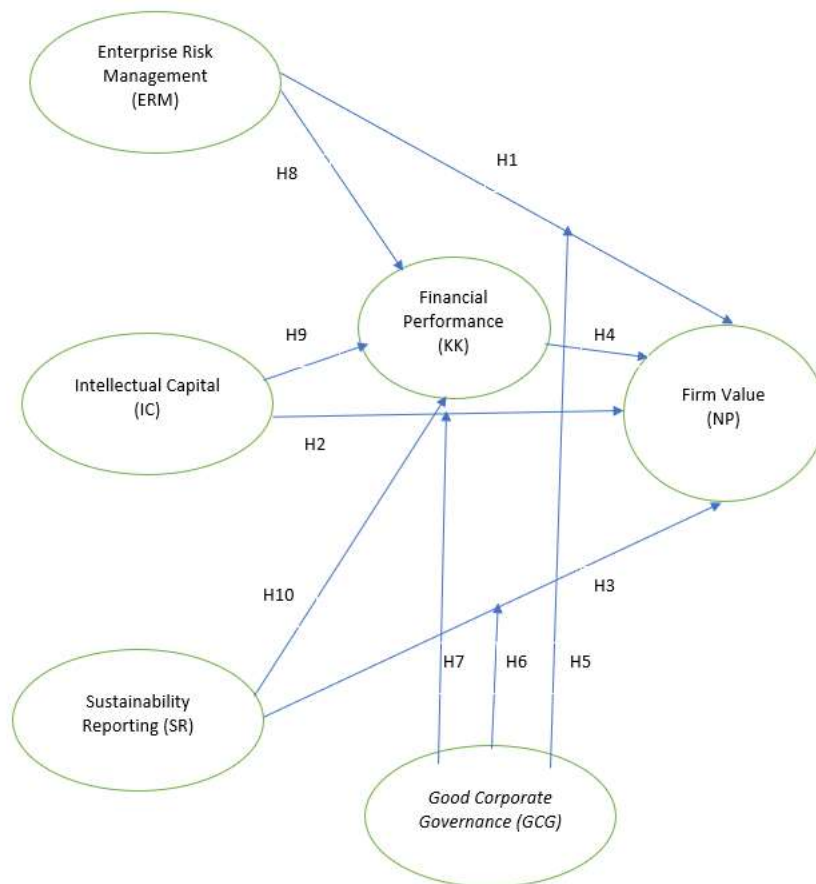 Enterprise Risk
Management
(ERM)
H1
H8
Financial
Performance
(KK)
H9
H4
Intellectual Capital
(IC)
Firm Value
(NP)
H2
H10
H3
H7
H6
H5
Sustainability
Reporting (SR)
Good Corporate
Governance (GCG)